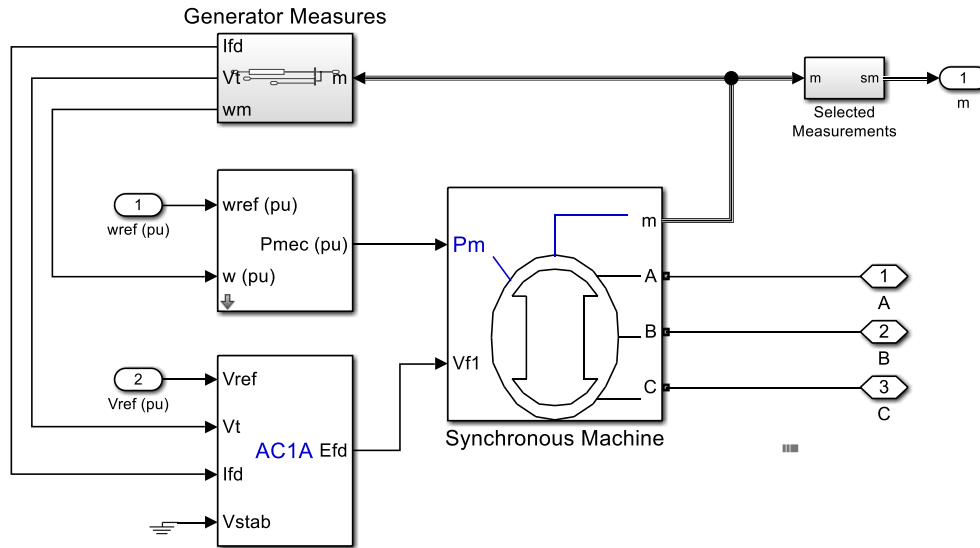 Generator Measures
Ifd
Vt
m
wm
m
sm
1
m
Selected
Measurements
1
wref (pu)
wref (pu)
Pmec (pu)
w (pu)
Pm
m
A
B
C
Vf1
Synchronous Machine
1
A
2
B
3
C
2
Vref (pu)
Vref
Vt
AC1A
Efd
Ifd
Vstab